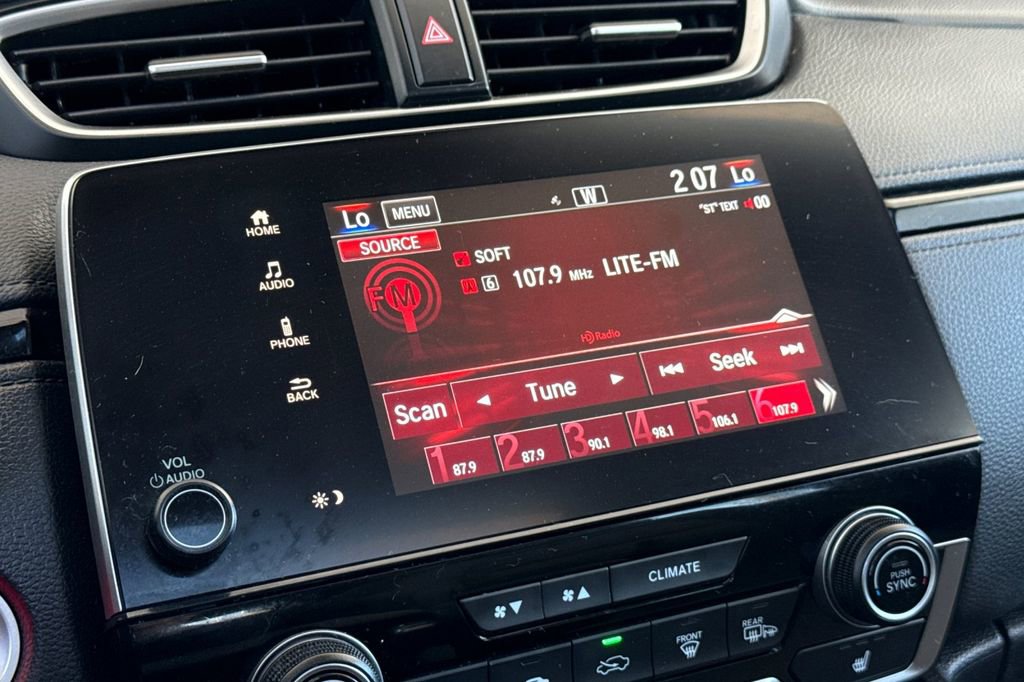 Lo MENU W 2 07 Lo
"ST" TEXT 00
SOURCE
SOFT
FM 6 107.9 MHz LITE-FM
HD Radio
Scan Tune Seek
1 87.9 2 87.9 3 90.1 4 98.1 5 106.1 6 107.9
HOME
AUDIO
PHONE
BACK
VOL
AUDIO
CLIMATE
PUSH
SYNC
FRONT
REAR